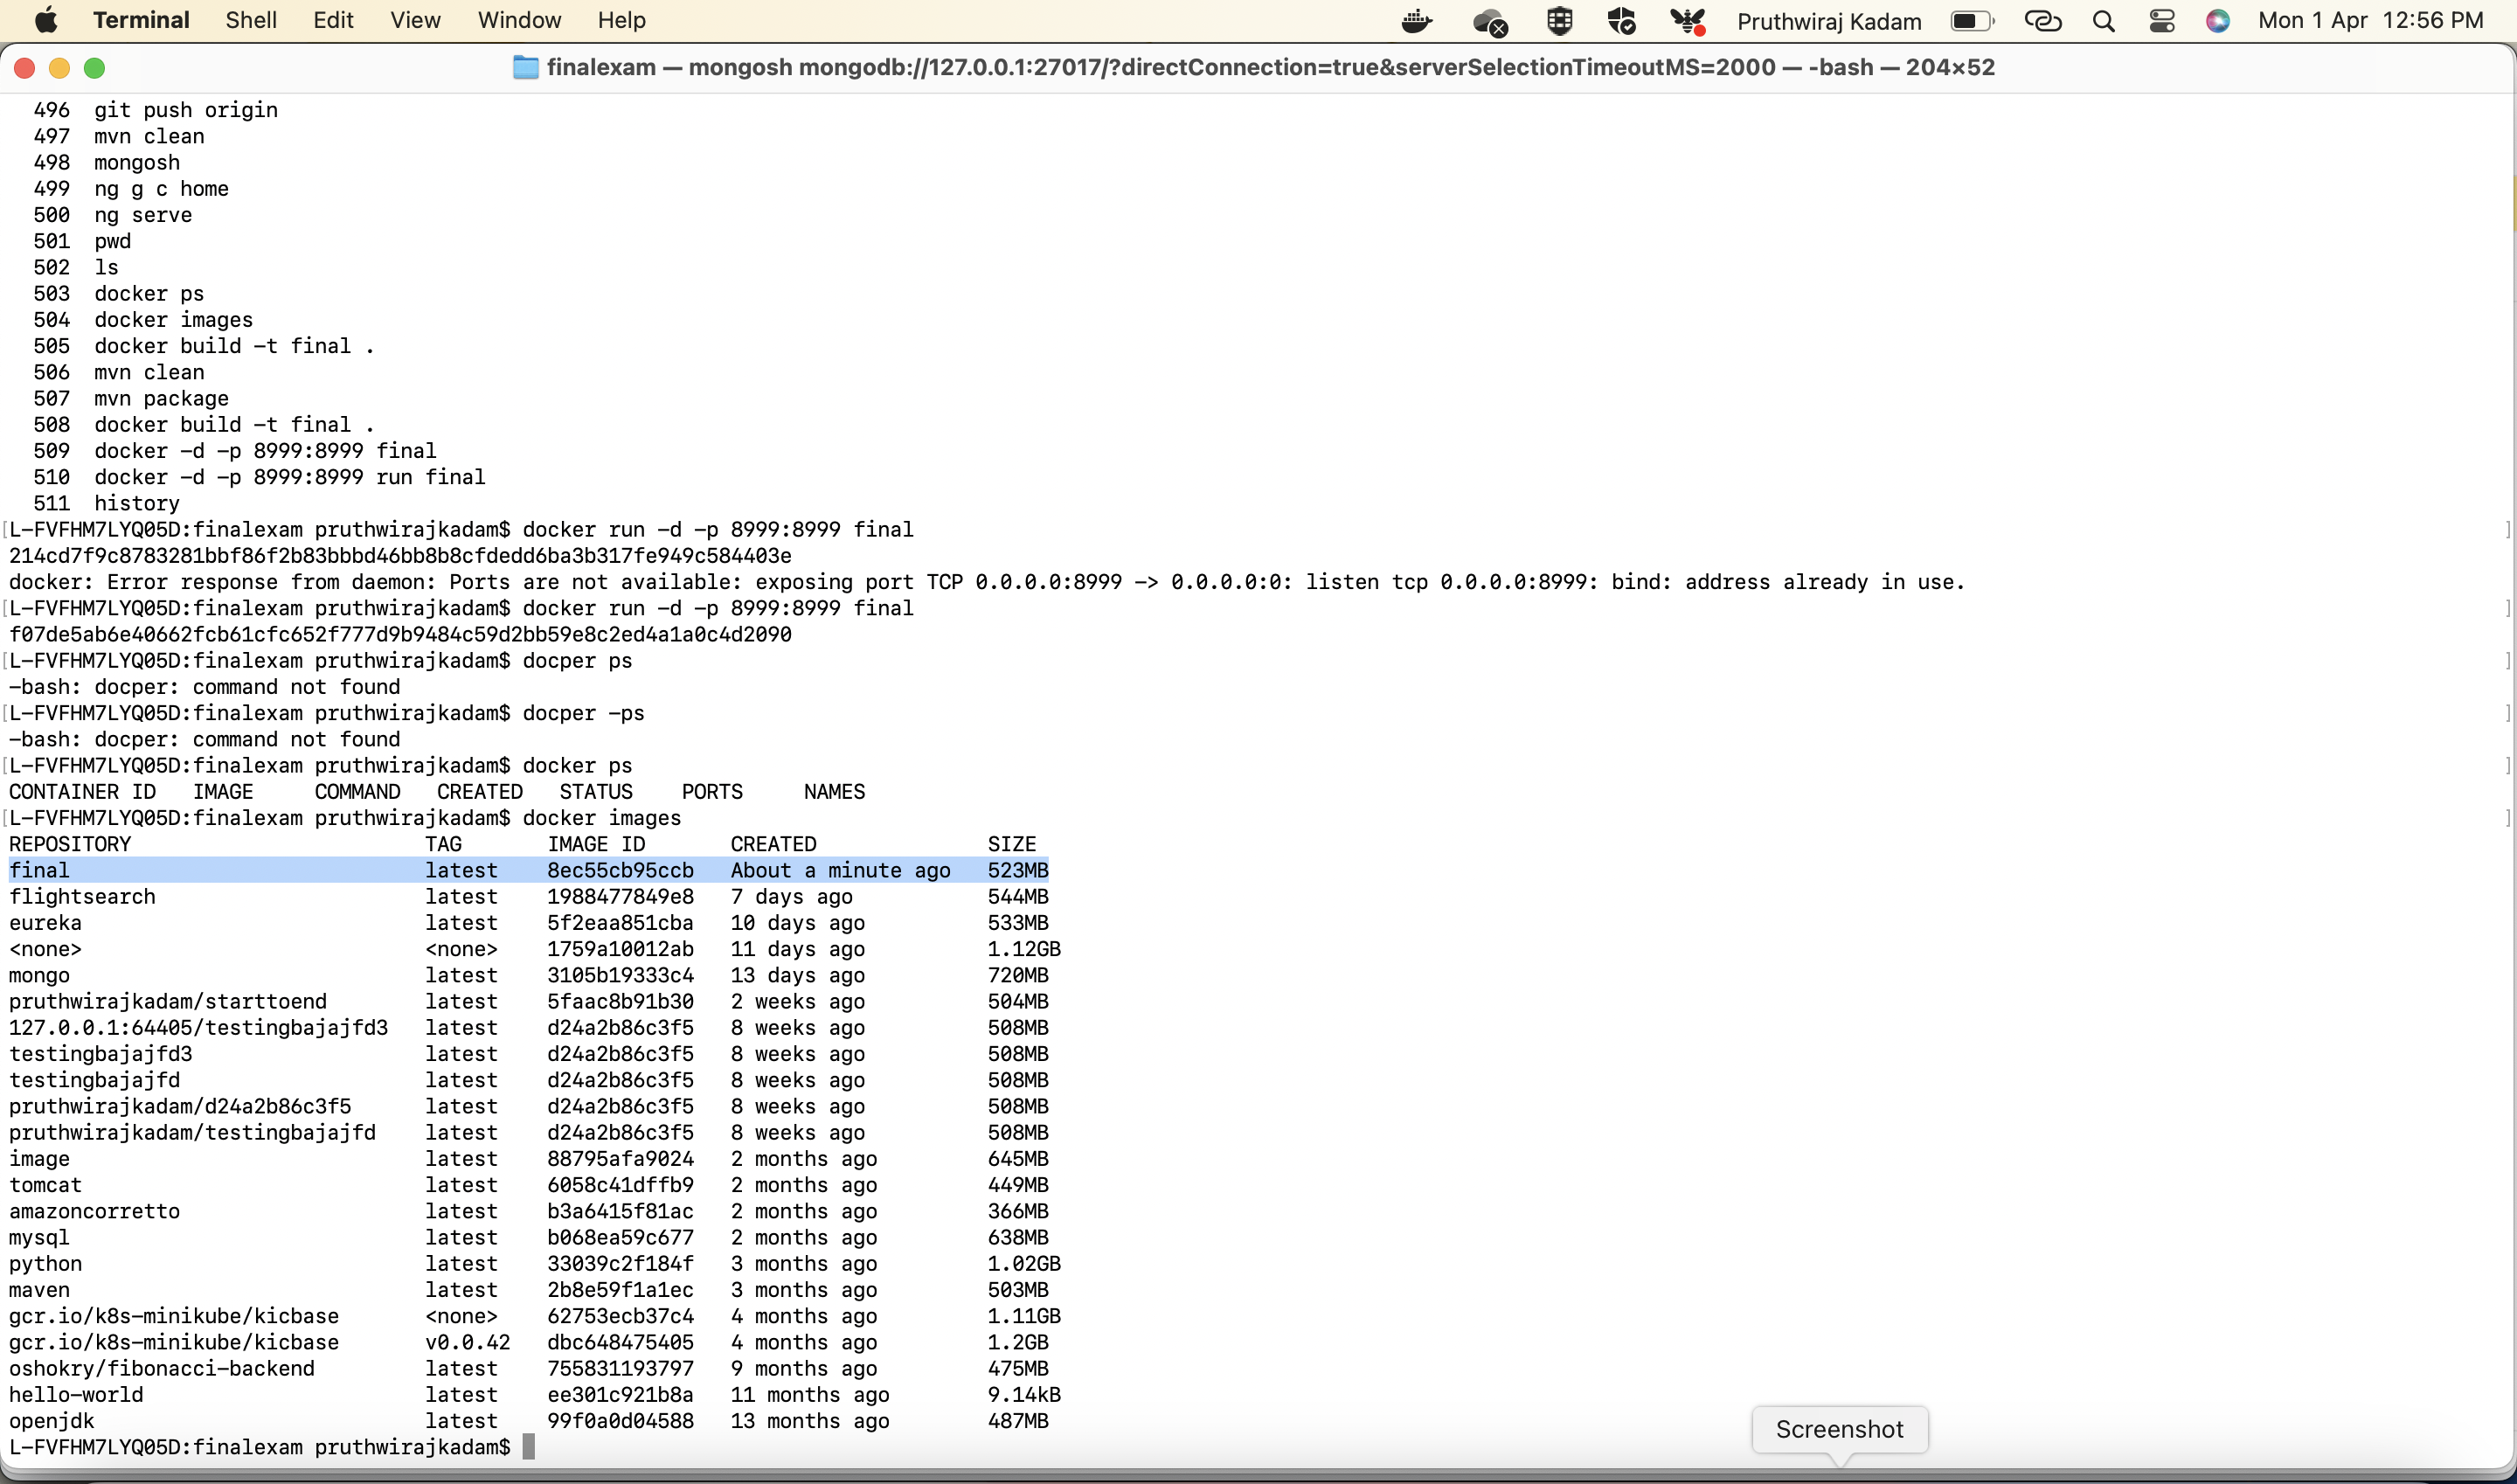 Terminal Shell Edit View Window Help Pruthwiraj Kadam Mon 1 Apr 12:56 PM
finalexam — mongosh mongodb://127.0.0.1:27017/?directConnection=true&serverSelectionTimeoutMS=2000 — -bash — 204×52
496 git push origin
497 mvn clean
498 mongosh
499 ng g c home
500 ng serve
501 pwd
502 ls
503 docker ps
504 docker images
505 docker build -t final .
506 mvn clean
507 mvn package
508 docker build -t final .
509 docker -d -p 8999:8999 final
510 docker -d -p 8999:8999 run final
511 history
[L-FVFHM7LYQ05D:finalexam pruthwirajkadam$ docker run -d -p 8999:8999 final ]
214cd7f9c8783281bbf86f2b83bbbd46bb8b8cfdedd6ba3b317fe949c584403e
docker: Error response from daemon: Ports are not available: exposing port TCP 0.0.0.0:8999 -> 0.0.0.0:0: listen tcp 0.0.0.0:8999: bind: address already in use.
[L-FVFHM7LYQ05D:finalexam pruthwirajkadam$ docker run -d -p 8999:8999 final ]
f07de5ab6e40662fcb61cfc652f777d9b9484c59d2bb59e8c2ed4a1a0c4d2090
[L-FVFHM7LYQ05D:finalexam pruthwirajkadam$ docper ps ]
-bash: docper: command not found
[L-FVFHM7LYQ05D:finalexam pruthwirajkadam$ docper -ps ]
-bash: docper: command not found
[L-FVFHM7LYQ05D:finalexam pruthwirajkadam$ docker ps ]
CONTAINER ID IMAGE COMMAND CREATED STATUS PORTS NAMES
[L-FVFHM7LYQ05D:finalexam pruthwirajkadam$ docker images ]
REPOSITORY TAG IMAGE ID CREATED SIZE
final latest 8ec55cb95ccb About a minute ago 523MB
flightsearch latest 1988477849e8 7 days ago 544MB
eureka latest 5f2eaa851cba 10 days ago 533MB
<none> <none> 1759a10012ab 11 days ago 1.12GB
mongo latest 3105b19333c4 13 days ago 720MB
pruthwirajkadam/starttoend latest 5faac8b91b30 2 weeks ago 504MB
127.0.0.1:64405/testingbajajfd3 latest d24a2b86c3f5 8 weeks ago 508MB
testingbajajfd3 latest d24a2b86c3f5 8 weeks ago 508MB
testingbajajfd latest d24a2b86c3f5 8 weeks ago 508MB
pruthwirajkadam/d24a2b86c3f5 latest d24a2b86c3f5 8 weeks ago 508MB
pruthwirajkadam/testingbajajfd latest d24a2b86c3f5 8 weeks ago 508MB
image latest 88795afa9024 2 months ago 645MB
tomcat latest 6058c41dffb9 2 months ago 449MB
amazoncorretto latest b3a6415f81ac 2 months ago 366MB
mysql latest b068ea59c677 2 months ago 638MB
python latest 33039c2f184f 3 months ago 1.02GB
maven latest 2b8e59f1a1ec 3 months ago 503MB
gcr.io/k8s-minikube/kicbase <none> 62753ecb37c4 4 months ago 1.11GB
gcr.io/k8s-minikube/kicbase v0.0.42 dbc648475405 4 months ago 1.2GB
oshokry/fibonacci-backend latest 755831193797 9 months ago 475MB
hello-world latest ee301c921b8a 11 months ago 9.14kB
openjdk latest 99f0a0d04588 13 months ago 487MB
L-FVFHM7LYQ05D:finalexam pruthwirajkadam$
Screenshot